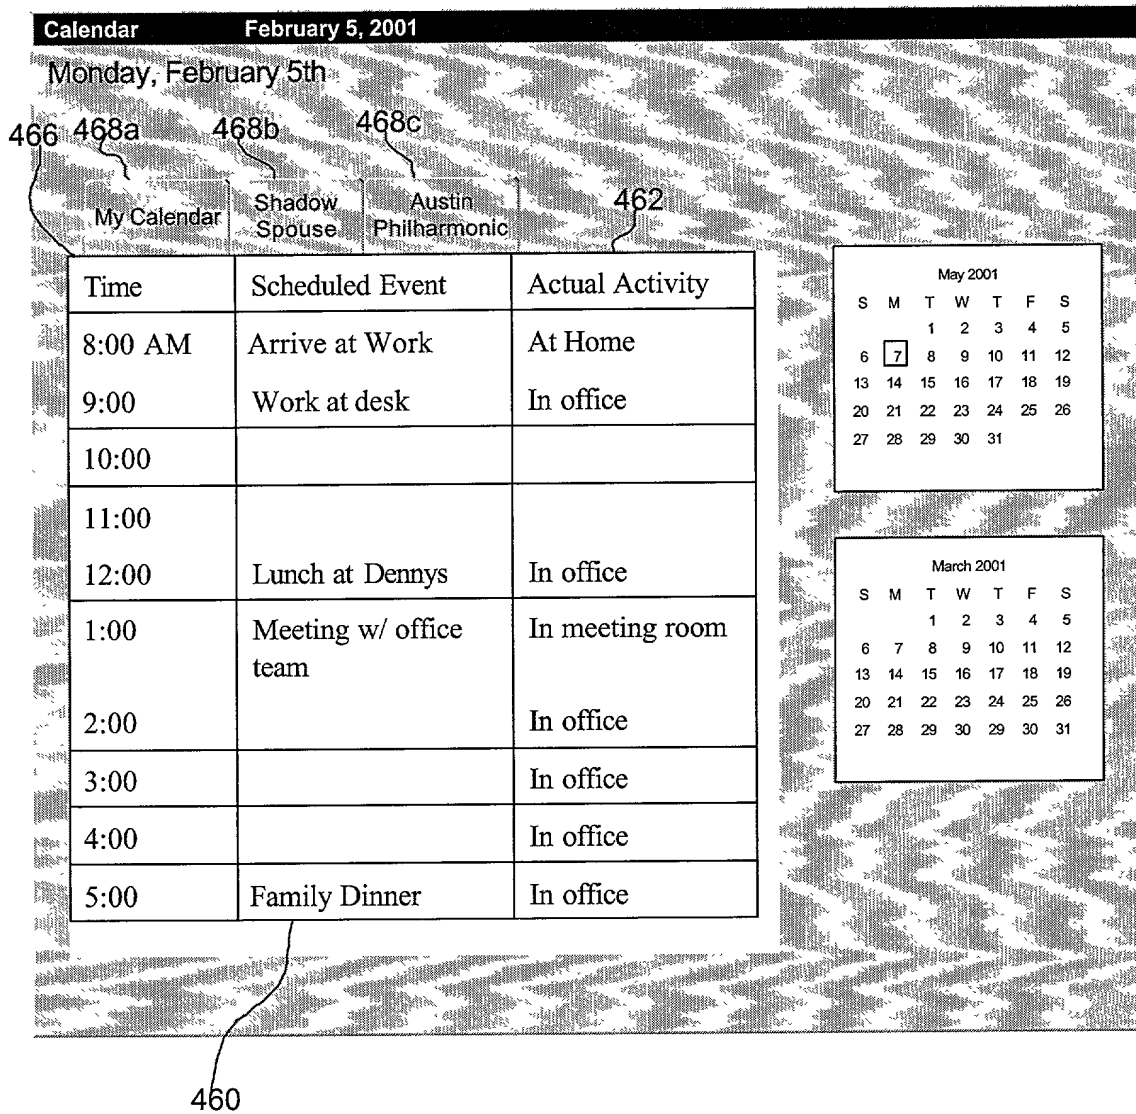 Calendar February 5, 2001
Monday, February 5th
466 468a 468b 468c
462
My Calendar Shadow Spouse Austin Philharmonic
Time Scheduled Event Actual Activity
8:00 AM Arrive at Work At Home
9:00 Work at desk In office
10:00
11:00
12:00 Lunch at Dennys In office
1:00 Meeting w/ office In meeting room
team
2:00 In office
3:00 In office
4:00 In office
5:00 Family Dinner In office
460
May 2001
S M T W T F S
1 2 3 4 5
6 7 8 9 10 11 12
13 14 15 16 17 18 19
20 21 22 23 24 25 26
27 28 29 30 31
March 2001
S M T W T F S
1 2 3 4 5
6 7 8 9 10 11 12
13 14 15 16 17 18 19
20 21 22 23 24 25 26
27 28 29 30 29 30 31